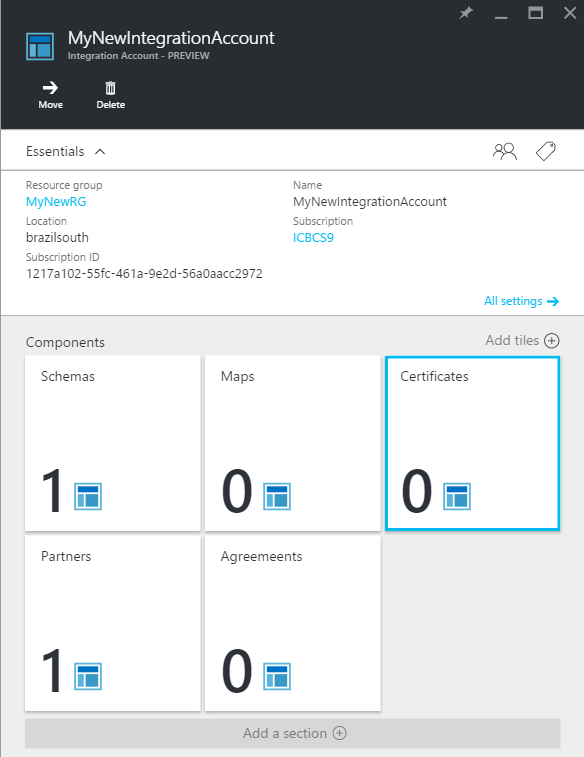 MyNewIntegrationAccount
Integration Account - PREVIEW
Move
Delete
Essentials
Resource group
MyNewRG
Name
MyNewIntegrationAccount
Location
brazilsouth
Subscription
ICBCS9
Subscription ID
1217a102-55fc-461a-9e2d-56a0aacc2972
All settings
Components
Add tiles
Schemas
1
Maps
0
Certificates
0
Partners
1
Agreemeents
0
Add a section